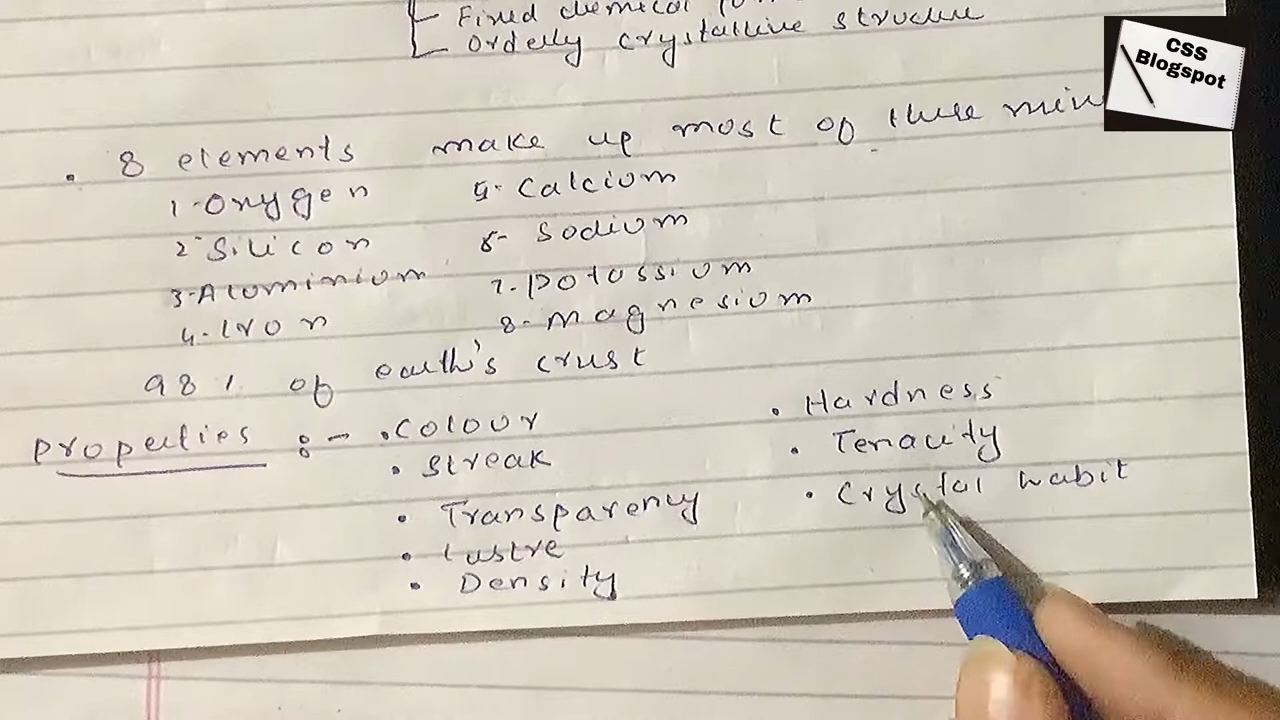 Fixed chemical
Orderly crystalline structure
CSS
Blogspot
• 8 elements make up most of these
1-Oxygen 5-Calcium
2-Silicon 6-Sodium
3-Aluminium 7-Potassium
4-Iron 8-Magnesium
98% of earth's crust
Properties :- •Colour • Hardness
• Streak • Tenacity
• Transparency • Crystal habit
• Lustre
• Density